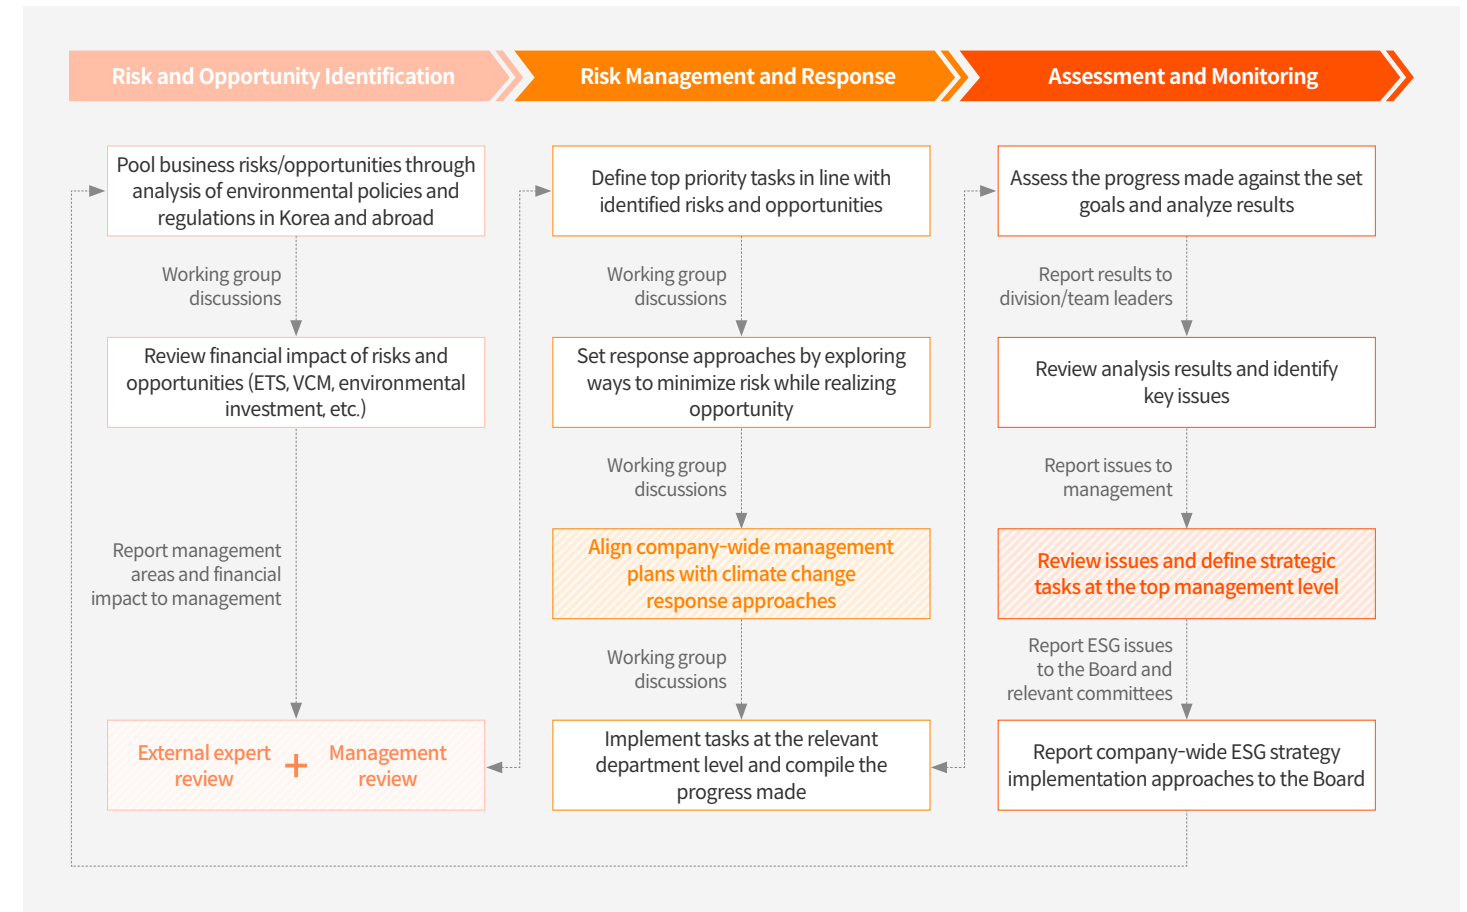 Risk and Opportunity Identification
Risk Management and Response
Assessment and Monitoring
Pool business risks/opportunities through
analysis of environmental policies and
regulations in Korea and abroad
Working group
discussions
Review financial impact of risks and
opportunities (ETS, VCM, environmental
investment, etc.)
Report management
areas and financial
impact to management
External expert
review
+
Management
review
Define top priority tasks in line with
identified risks and opportunities
Working group
discussions
Set response approaches by exploring
ways to minimize risk while realizing
opportunity
Working group
discussions
Align company-wide management
plans with climate change
response approaches
Working group
discussions
Implement tasks at the relevant
department level and compile the
progress made
Assess the progress made against the set
goals and analyze results
Report results to
division/team leaders
Review analysis results and identify
key issues
Report issues to
management
Review issues and define strategic
tasks at the top management level
Report ESG issues
to the Board and
relevant committees
Report company-wide ESG strategy
implementation approaches to the Board